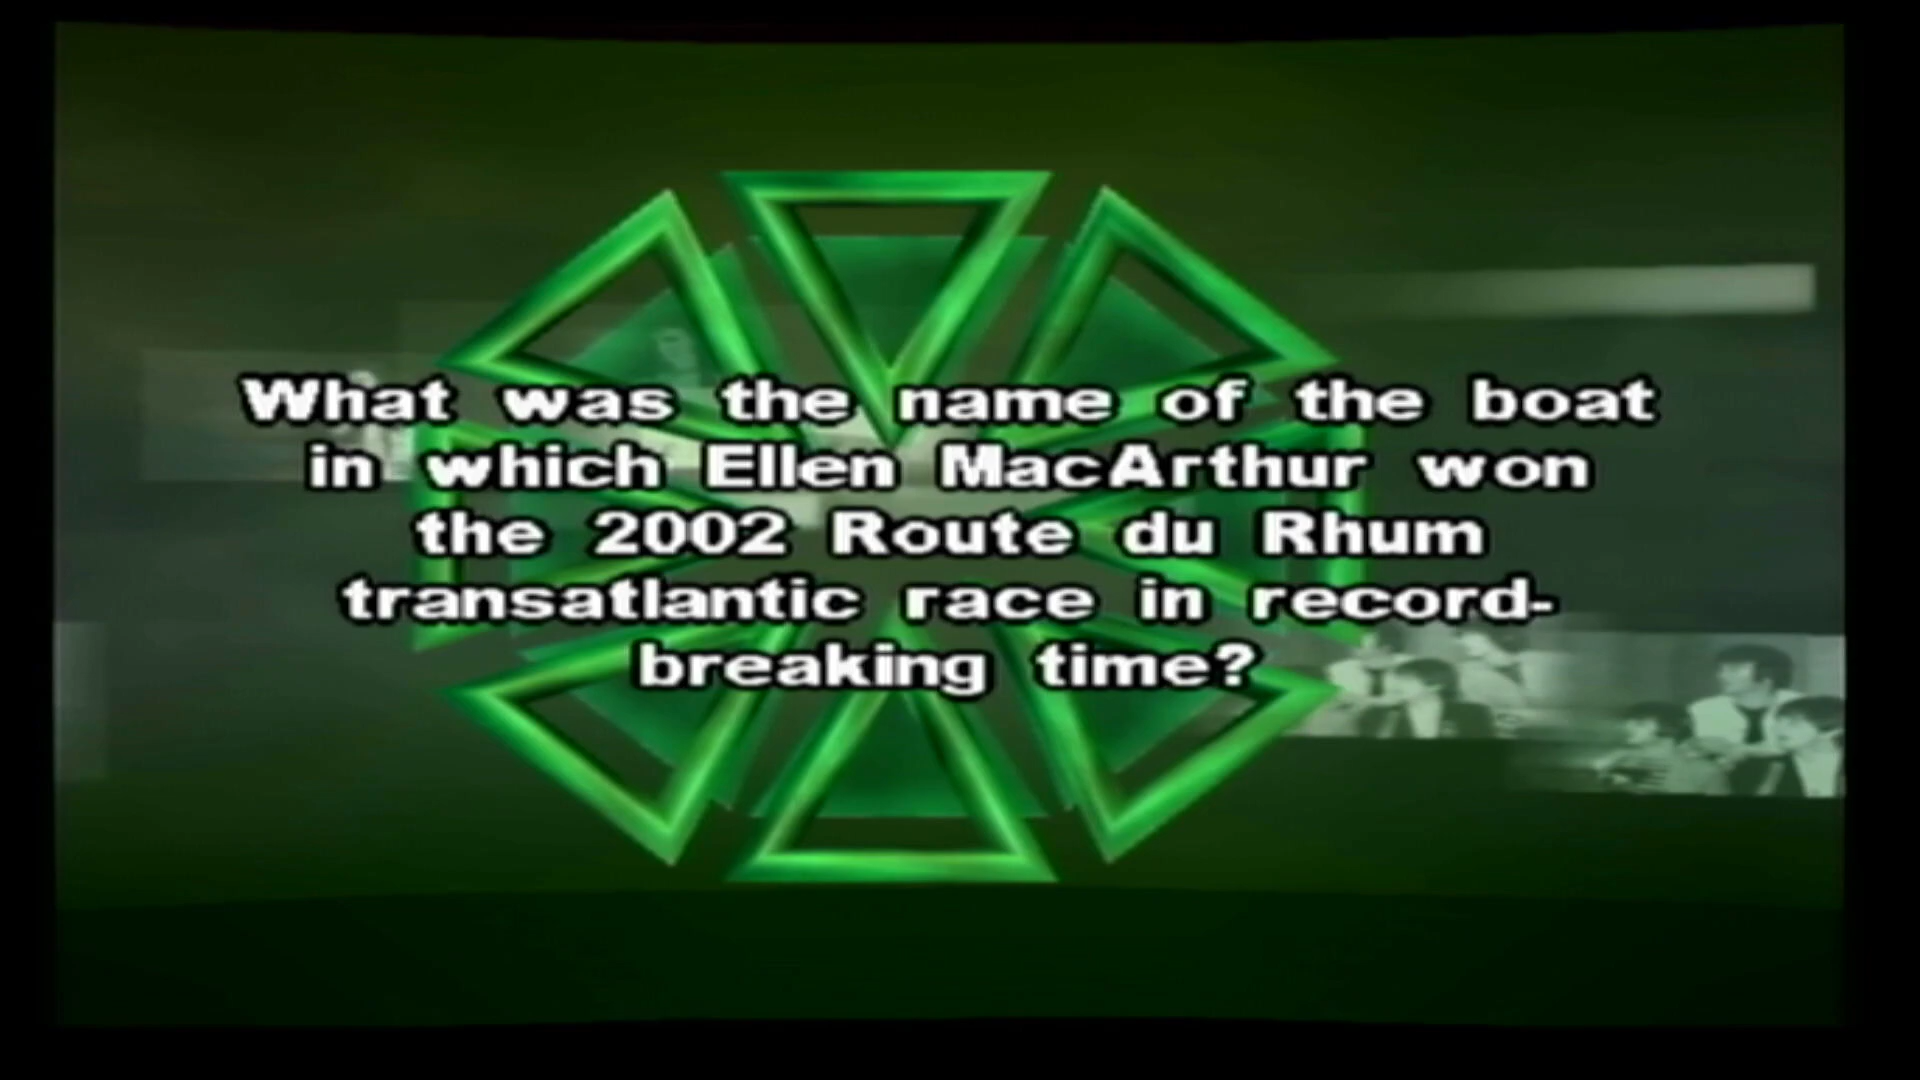 What was the name of the boat
in which Ellen MacArthur won
the 2002 Route du Rhum
transatlantic race in record-
breaking time?